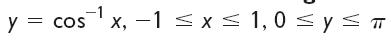 y = cos⁻¹ x, −1 ≤ x ≤ 1, 0 ≤ y ≤ π